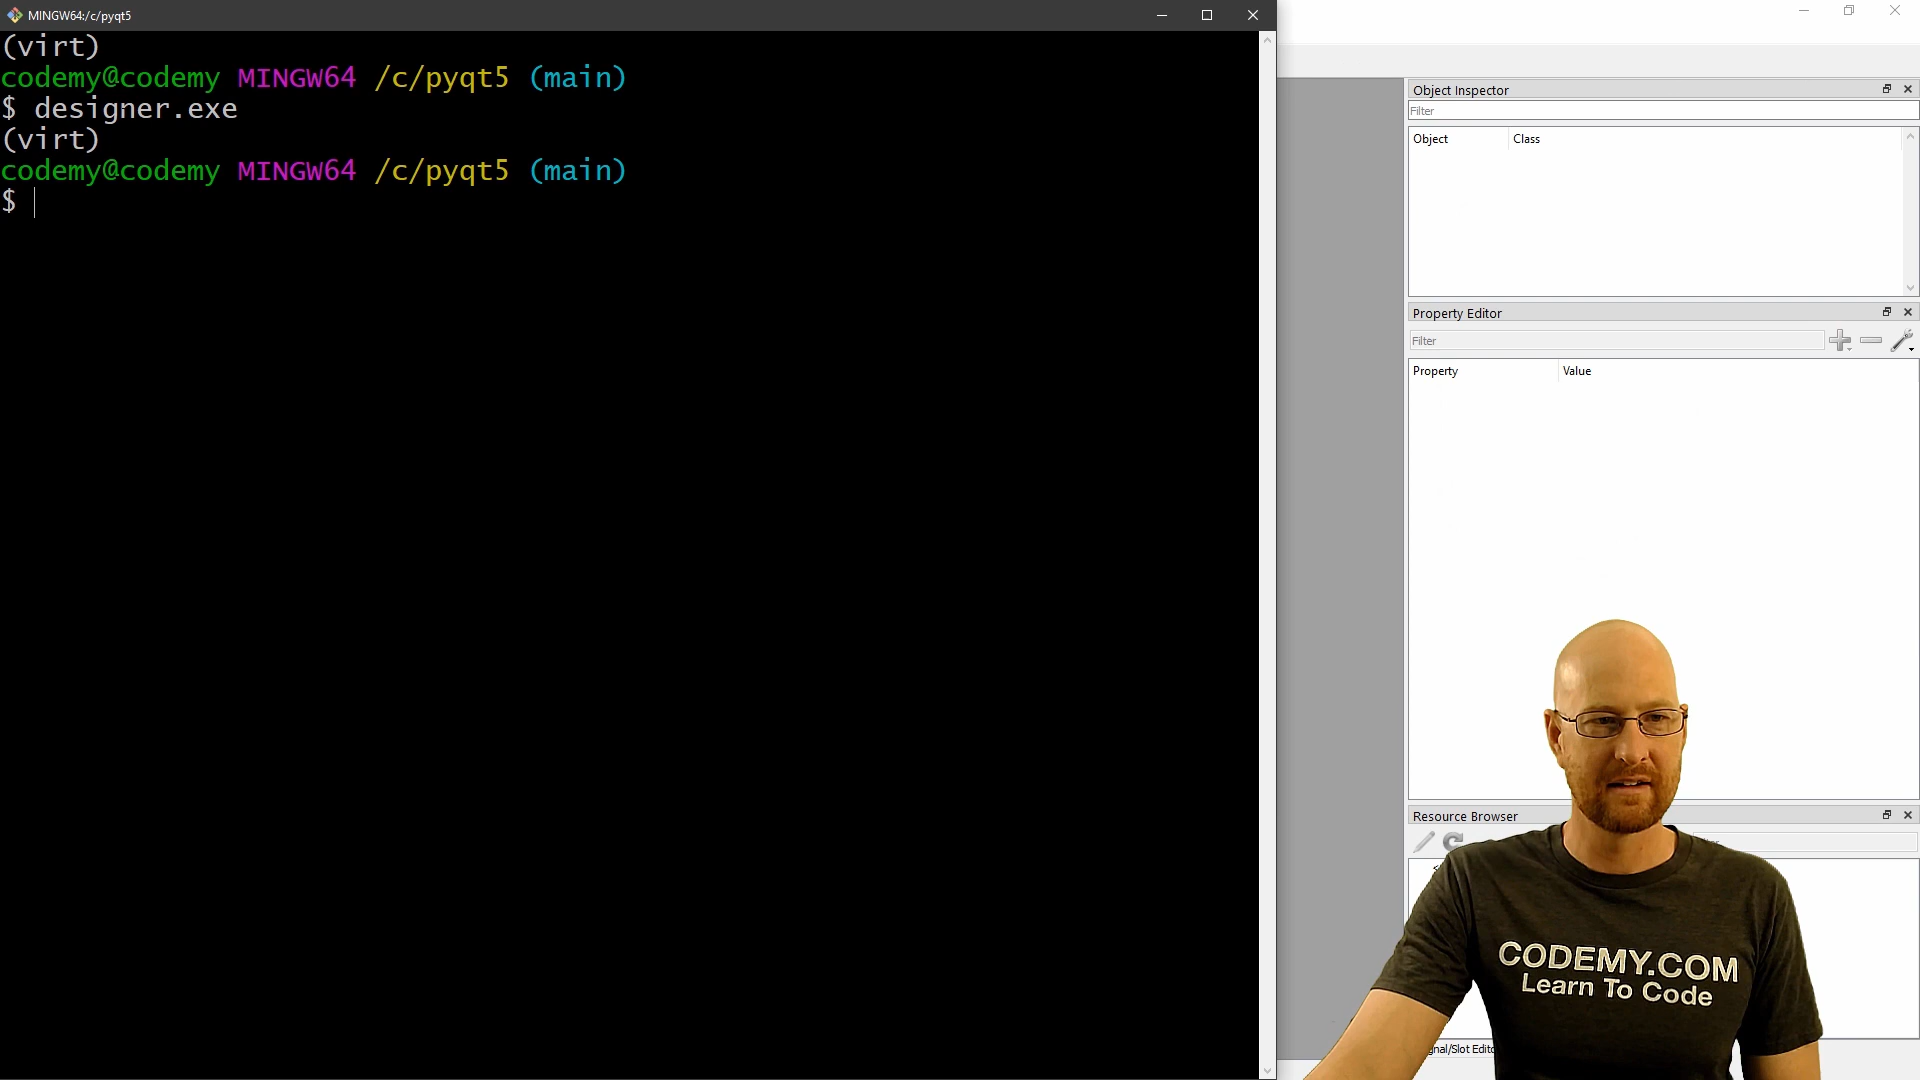 MINGW64:/c/pyqt5
(virt)
codemy@codemy MINGW64 /c/pyqt5 (main)
$ designer.exe
(virt)
codemy@codemy MINGW64 /c/pyqt5 (main)
$
Object Inspector
Filter
Object Class
Property Editor
Filter
Property Value
Resource Browser
CODEMY.COM
Learn To Code